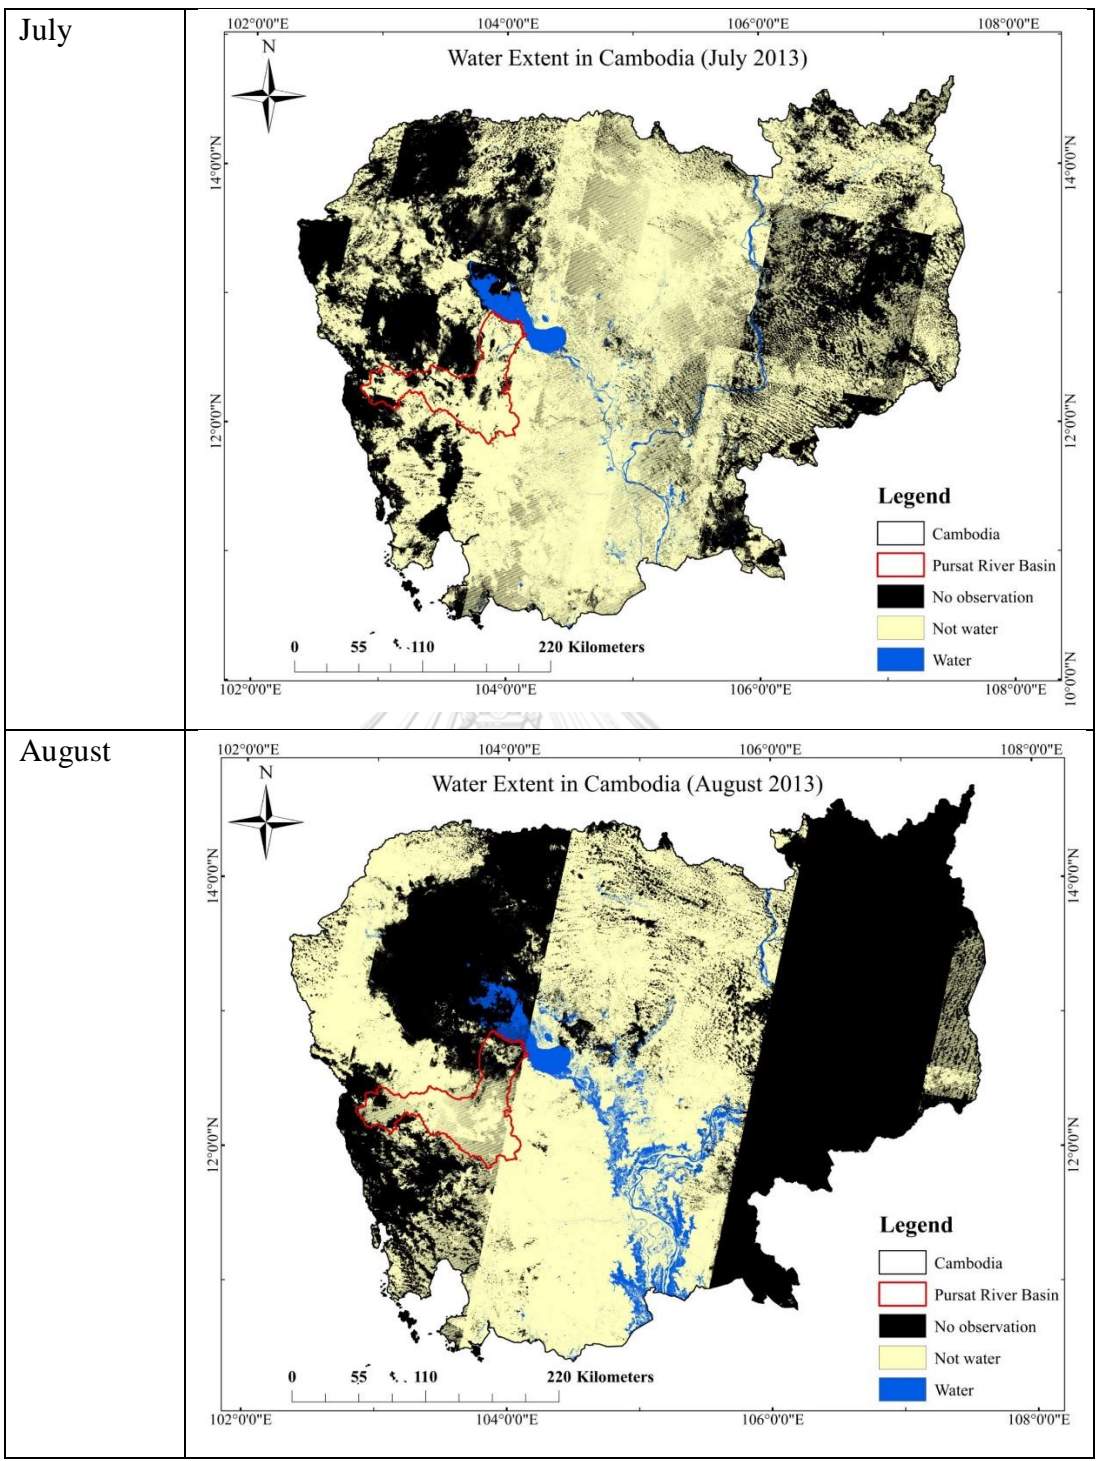 July
102°0'0"E 104°0'0"E 106°0'0"E 108°0'0"E
N
Water Extent in Cambodia (July 2013)
14°0'0"N 14°0'0"N
12°0'0"N 12°0'0"N
Legend
Cambodia
Pursat River Basin
No observation
Not water
Water
0 55 110 220 Kilometers
10°0'0"N
102°0'0"E 104°0'0"E 106°0'0"E 108°0'0"E
August
102°0'0"E 104°0'0"E 106°0'0"E 108°0'0"E
N
Water Extent in Cambodia (August 2013)
14°0'0"N 14°0'0"N
12°0'0"N 12°0'0"N
Legend
Cambodia
Pursat River Basin
No observation
Not water
Water
0 55 110 220 Kilometers
102°0'0"E 104°0'0"E 106°0'0"E 108°0'0"E